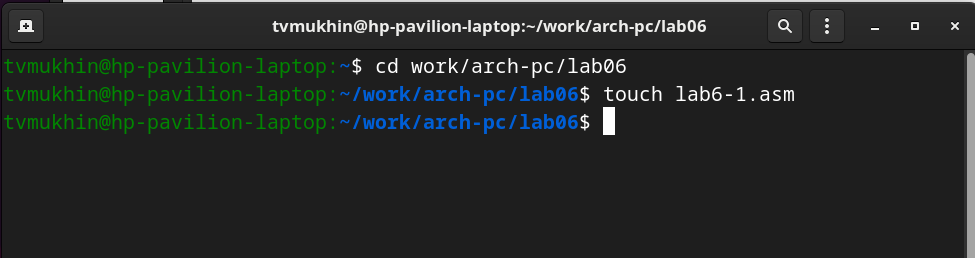 tvmukhin@hp-pavilion-laptop:~/work/arch-pc/lab06
tvmukhin@hp-pavilion-laptop:~$ cd work/arch-pc/lab06
tvmukhin@hp-pavilion-laptop:~/work/arch-pc/lab06$ touch lab6-1.asm
tvmukhin@hp-pavilion-laptop:~/work/arch-pc/lab06$